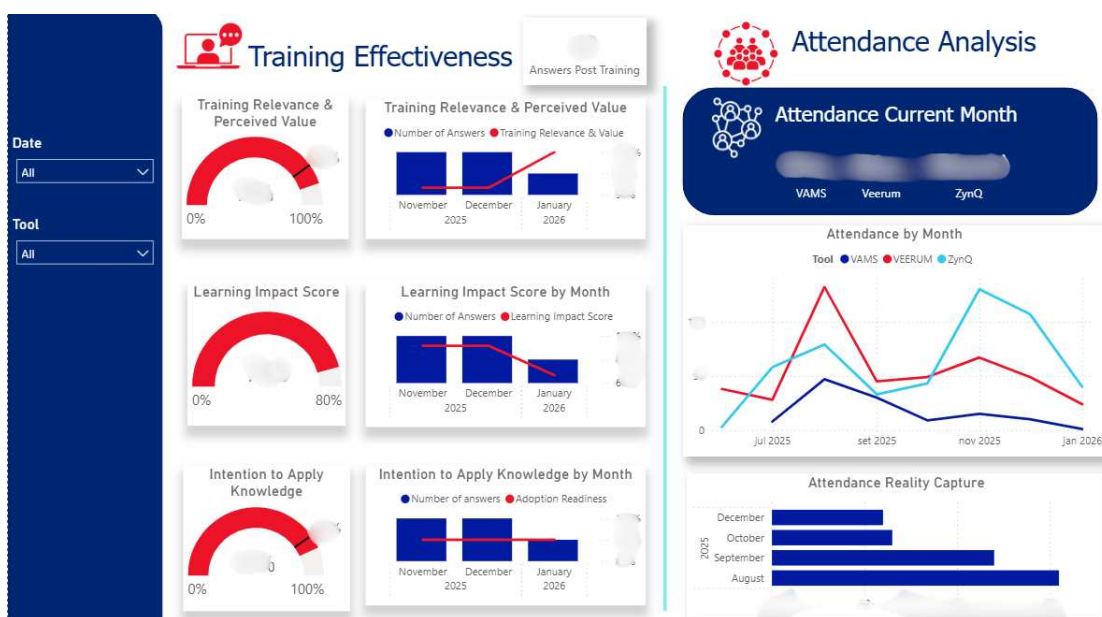 Date
All
Tool
All
Training Effectiveness
Answers Post Training
Training Relevance &
Perceived Value
0%
100%
Training Relevance & Perceived Value
Number of Answers
Training Relevance & Value
November
December
January
2025
2026
Learning Impact Score
0%
80%
Learning Impact Score by Month
Number of Answers
Learning Impact Score
November
December
January
2025
2026
Intention to Apply
Knowledge
0%
100%
Intention to Apply Knowledge by Month
Number of answers
Adoption Readiness
November
December
January
2025
2026
Attendance Analysis
Attendance Current Month
VAMS
Veerum
ZynQ
Attendance by Month
Tool
VAMS
VEERUM
ZynQ
0
jul 2025
set 2025
nov 2025
jan 2026
Attendance Reality Capture
2025
December
October
September
August